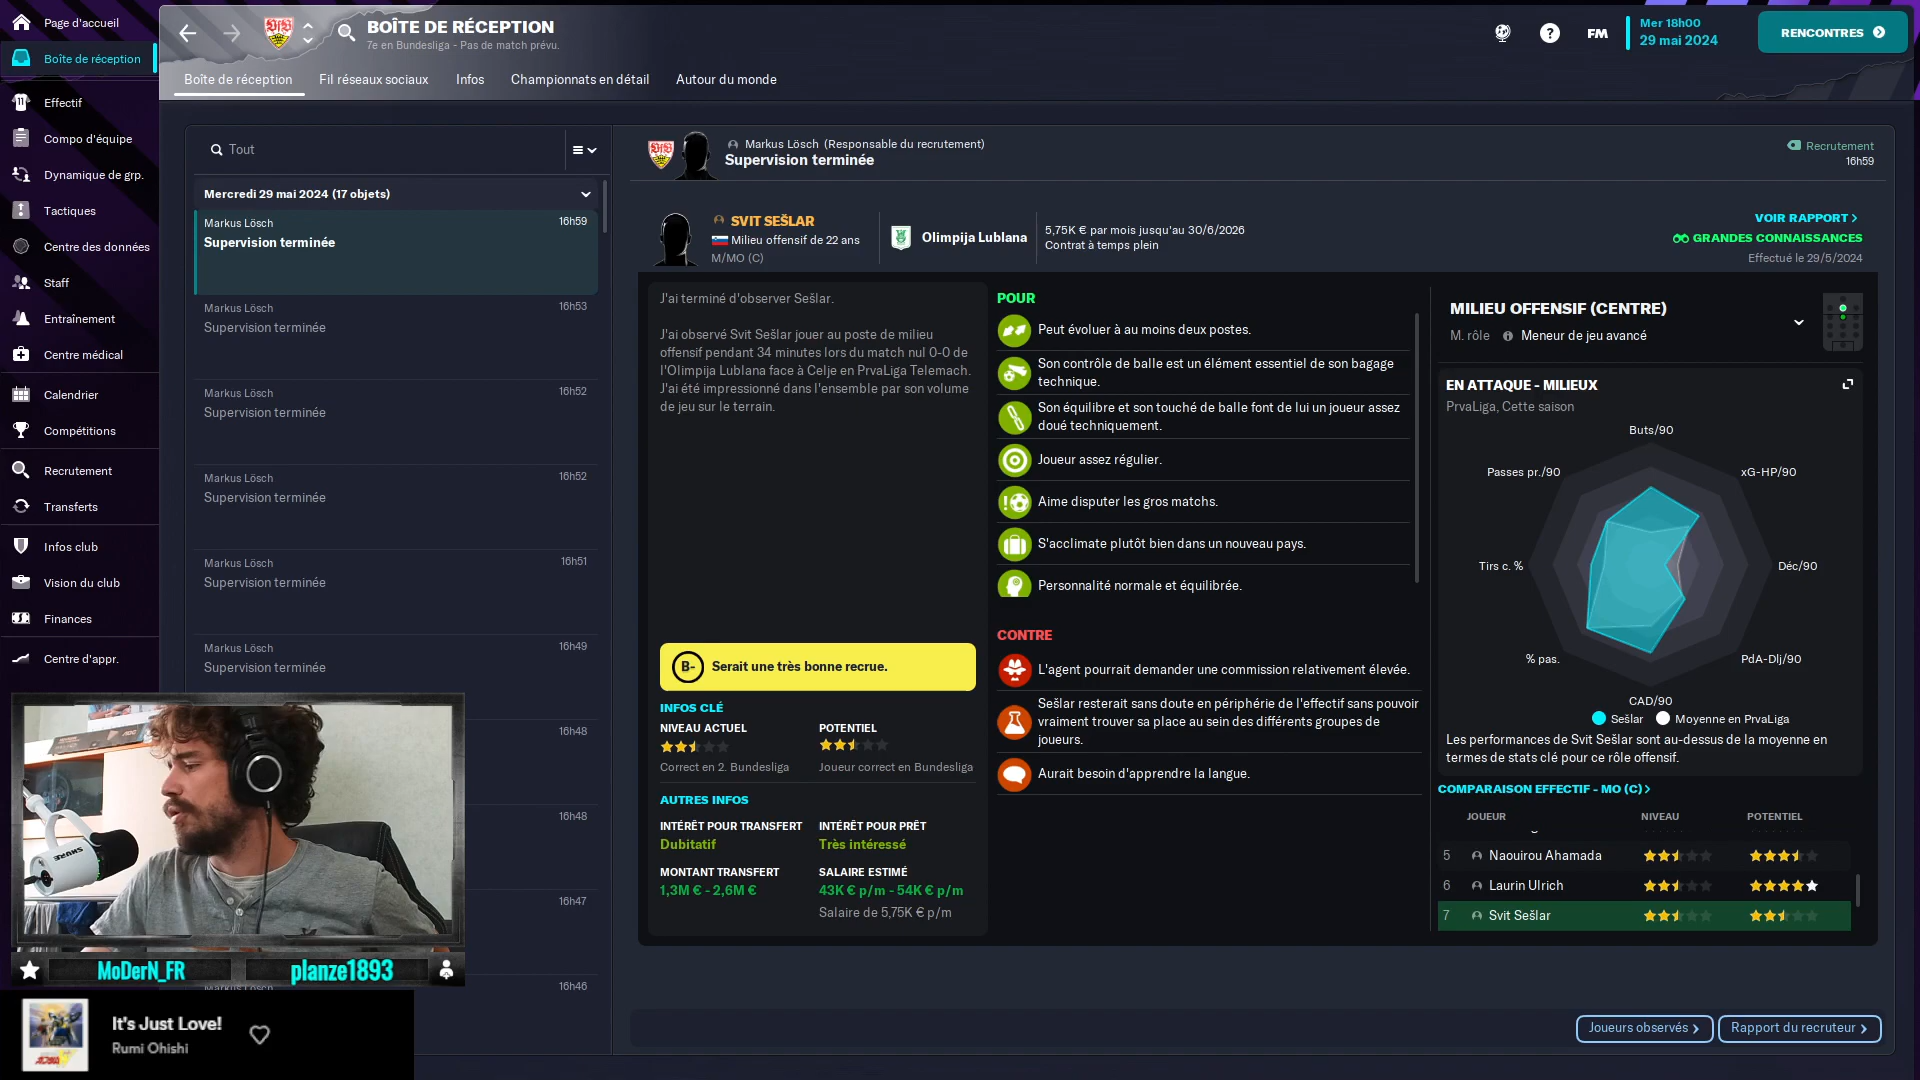 Page d'accueil
Boîte de réception
Effectif
Compo d'équipe
Dynamique de grp.
Tactiques
Centre des données
Staff
Entraînement
Centre médical
Calendrier
Compétitions
Recrutement
Transferts
Infos club
Vision du club
Finances
Centre d'appr.
BOÎTE DE RÉCEPTION
7e en Bundesliga - Pas de match prévu.
FM
Mer 18h00
29 mai 2024
RENCONTRES
Boîte de réception
Fil réseaux sociaux
Infos
Championnats en détail
Autour du monde
Tout
Mercredi 29 mai 2024 (17 objets)
Markus Lösch 16h59
Supervision terminée
Markus Lösch 16h53
Supervision terminée
Markus Lösch 16h52
Supervision terminée
Markus Lösch 16h52
Supervision terminée
Markus Lösch 16h51
Supervision terminée
Markus Lösch 16h49
Supervision terminée
16h48
16h48
16h47
Markus Lösch 16h46
Markus Lösch (Responsable du recrutement)
Supervision terminée
Recrutement
16h59
SVIT SEŠLAR
Milieu offensif de 22 ans
M/MO (C)
Olimpija Lublana
5,75K € par mois jusqu'au 30/6/2026
Contrat à temps plein
VOIR RAPPORT
GRANDES CONNAISSANCES
Effectué le 29/5/2024
J'ai terminé d'observer Sešlar.
J'ai observé Svit Sešlar jouer au poste de milieu
offensif pendant 34 minutes lors du match nul 0-0 de
l'Olimpija Lublana face à Celje en PrvaLiga Telemach.
J'ai été impressionné dans l'ensemble par son volume
de jeu sur le terrain.
B- Serait une très bonne recrue.
INFOS CLÉ
NIVEAU ACTUEL
Correct en 2. Bundesliga
POTENTIEL
Joueur correct en Bundesliga
AUTRES INFOS
INTÉRÊT POUR TRANSFERT
Dubitatif
INTÉRÊT POUR PRÊT
Très intéressé
MONTANT TRANSFERT
1,3M € - 2,6M €
SALAIRE ESTIMÉ
43K € p/m - 54K € p/m
Salaire de 5,75K € p/m
POUR
Peut évoluer à au moins deux postes.
Son contrôle de balle est un élément essentiel de son bagage
technique.
Son équilibre et son touché de balle font de lui un joueur assez
doué techniquement.
Joueur assez régulier.
Aime disputer les gros matchs.
S'acclimate plutôt bien dans un nouveau pays.
Personnalité normale et équilibrée.
CONTRE
L'agent pourrait demander une commission relativement élevée.
Sešlar resterait sans doute en périphérie de l'effectif sans pouvoir
vraiment trouver sa place au sein des différents groupes de
joueurs.
Aurait besoin d'apprendre la langue.
MILIEU OFFENSIF (CENTRE)
M. rôle Meneur de jeu avancé
EN ATTAQUE - MILIEUX
PrvaLiga, Cette saison
Buts/90
Passes pr./90
xG-HP/90
Tirs c. %
Déc/90
% pas.
PdA-Dlj/90
CAD/90
Sešlar
Moyenne en PrvaLiga
Les performances de Svit Sešlar sont au-dessus de la moyenne en
termes de stats clé pour ce rôle offensif.
COMPARAISON EFFECTIF - MO (C)
JOUEUR NIVEAU POTENTIEL
5 Naouirou Ahamada
6 Laurin Ulrich
7 Svit Sešlar
Joueurs observés
Rapport du recruteur
SHURE
MoDerN_FR
planze1893
It's Just Love!
Rumi Ohishi